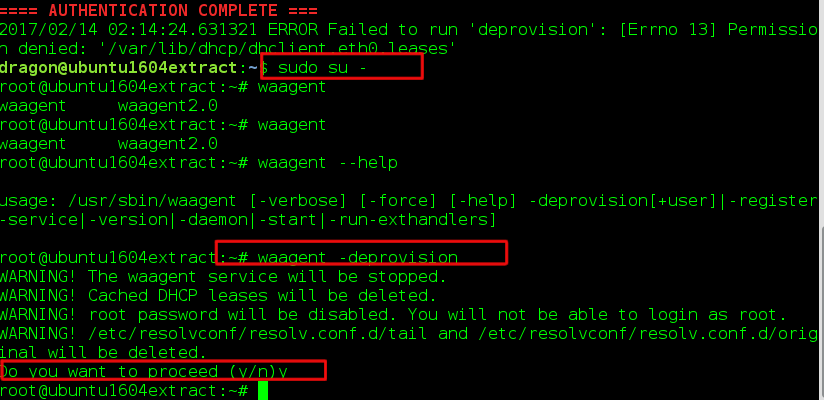 ==== AUTHENTICATION COMPLETE ===
2017/02/14 02:14:24.631321 ERROR Failed to run 'deprovision': [Errno 13] Permissio
n denied: '/var/lib/dhcp/dhclient.eth0.leases'
dragon@ubuntu1604extract:~$ sudo su -
root@ubuntu1604extract:~# waagent
waagent waagent2.0
root@ubuntu1604extract:~# waagent
waagent waagent2.0
root@ubuntu1604extract:~# waagent --help
usage: /usr/sbin/waagent [-verbose] [-force] [-help] -deprovision[+user]|-register
-service|-version|-daemon|-start|-run-exthandlers]
root@ubuntu1604extract:~# waagent -deprovision
WARNING! The waagent service will be stopped.
WARNING! Cached DHCP leases will be deleted.
WARNING! root password will be disabled. You will not be able to login as root.
WARNING! /etc/resolvconf/resolv.conf.d/tail and /etc/resolvconf/resolv.conf.d/orig
inal will be deleted.
Do you want to proceed (y/n)y
root@ubuntu1604extract:~#